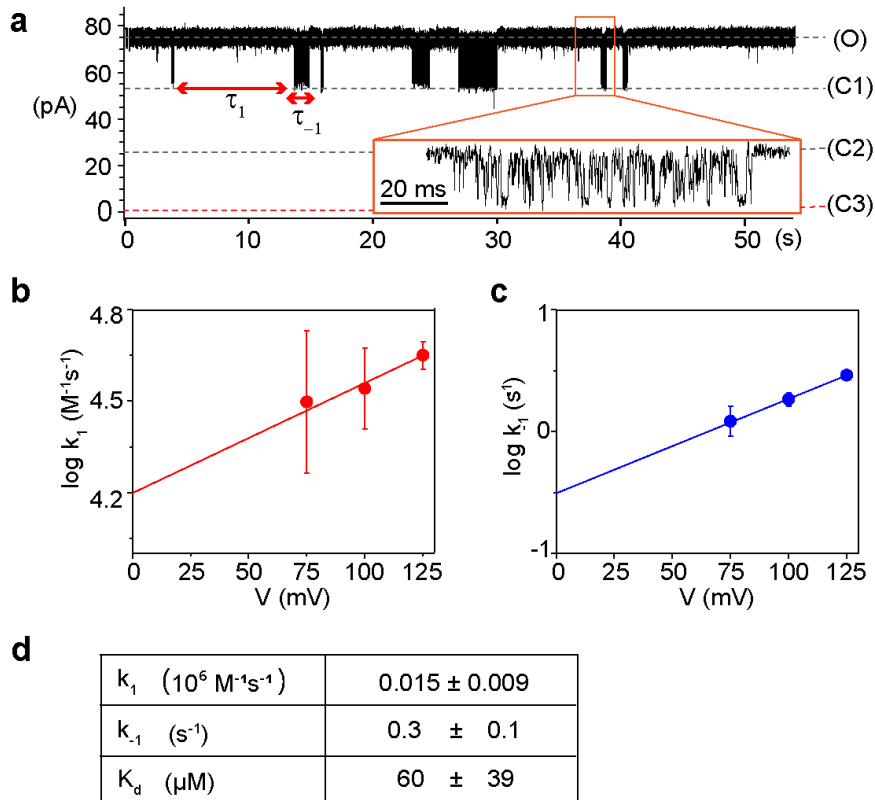 a
80
60
(pA)
40
20
0
(O)
(C1)
(C2)
(C3)
τ₁
τ₋₁
20 ms
0 10 20 30 40 50 (s)
b
4.8
4.5
4.2
log k₁ (M⁻¹s⁻¹)
0 25 50 75 100 125
V (mV)
c
1
0
-1
log k₋₁ (s¹)
0 25 50 75 100 125
V (mV)
d
k₁ (10⁶ M⁻¹s⁻¹) 0.015 ± 0.009
k₋₁ (s⁻¹) 0.3 ± 0.1
K_d (µM) 60 ± 39